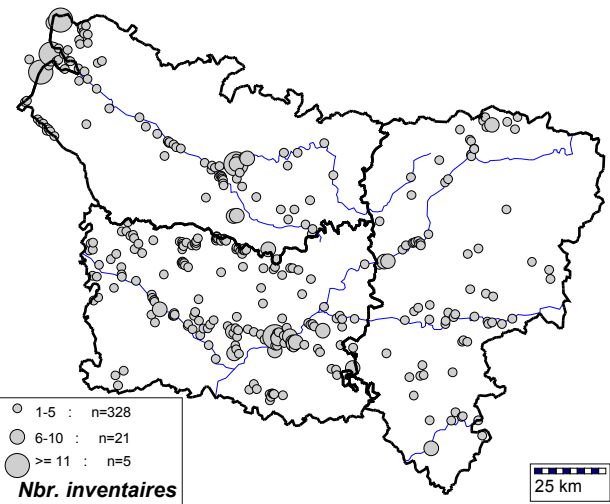 1-5 : n=328
6-10 : n=21
>= 11 : n=5
Nbr. inventaires
25 km